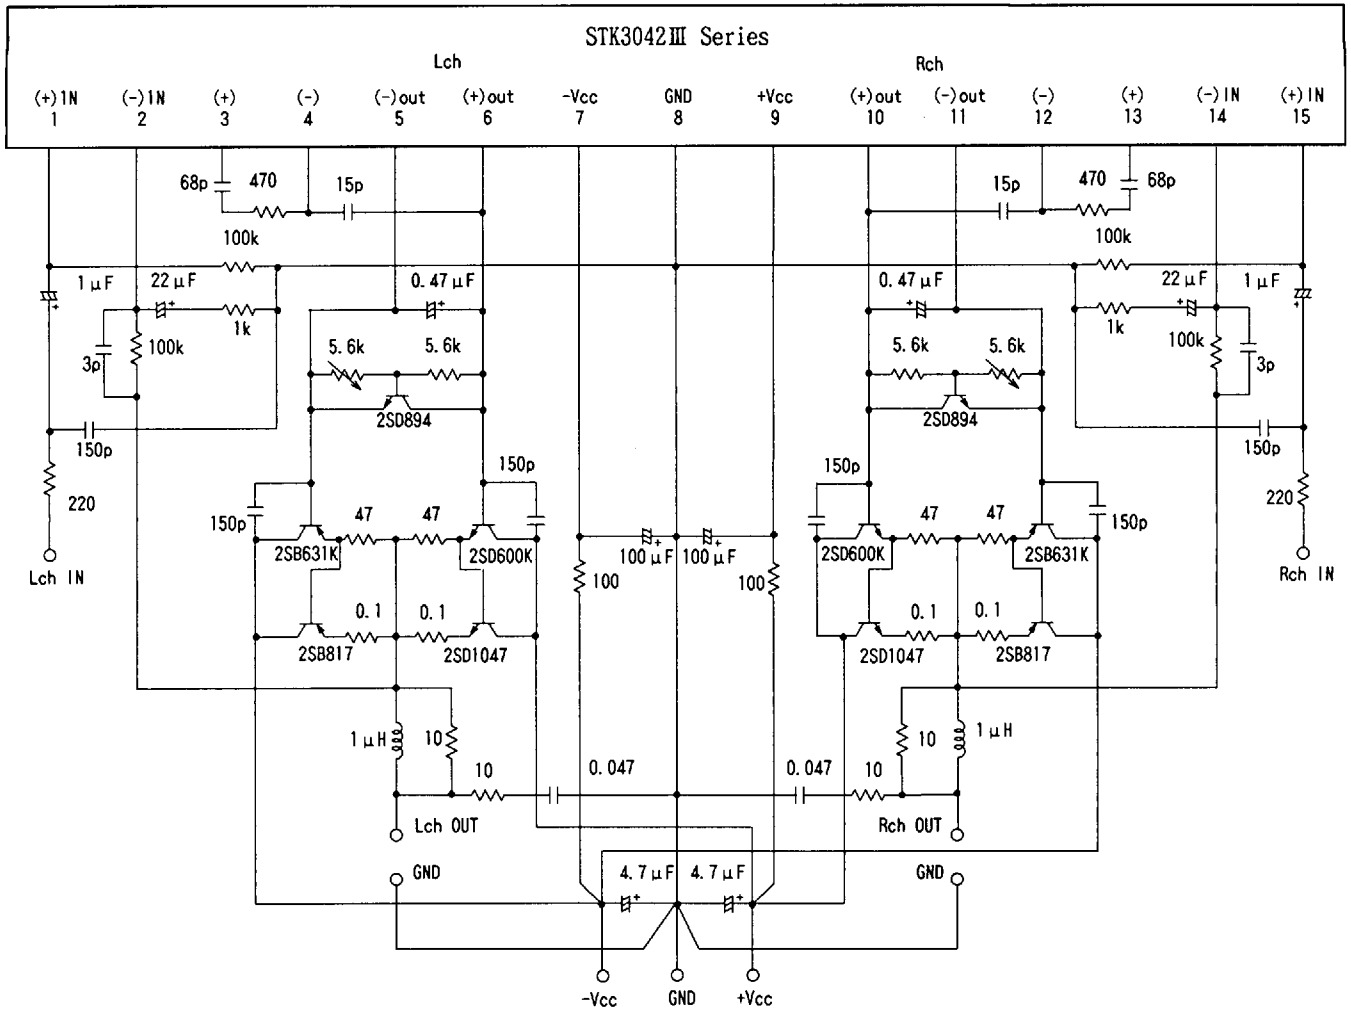 STK3042Ⅲ Series
Lch Rch
(+)IN (-)IN (+) (-) (-)out (+)out -Vcc GND +Vcc (+)out (-)out (-) (+) (-)IN (+)IN
1 2 3 4 5 6 7 8 9 10 11 12 13 14 15
68p 470 15p 15p 470 68p
100k 100k
1μF 22μF 0.47μF 0.47μF 22μF 1μF
1k 1k
3p 100k 5.6k 5.6k 5.6k 5.6k 100k 3p
2SD894 2SD894
150p 150p
150p 150p
220 220
150p 47 47 47 47 150p
2SB631K 2SD600K 100μF 100μF 2SD600K 2SB631K
Lch IN 100 100 Rch IN
0.1 0.1 0.1 0.1
2SB817 2SD1047 2SD1047 2SB817
1μH 10 10 1μH
10 0.047 0.047 10
Lch OUT Rch OUT
GND 4.7μF 4.7μF GND
-Vcc GND +Vcc
+ + + + + + + + + +